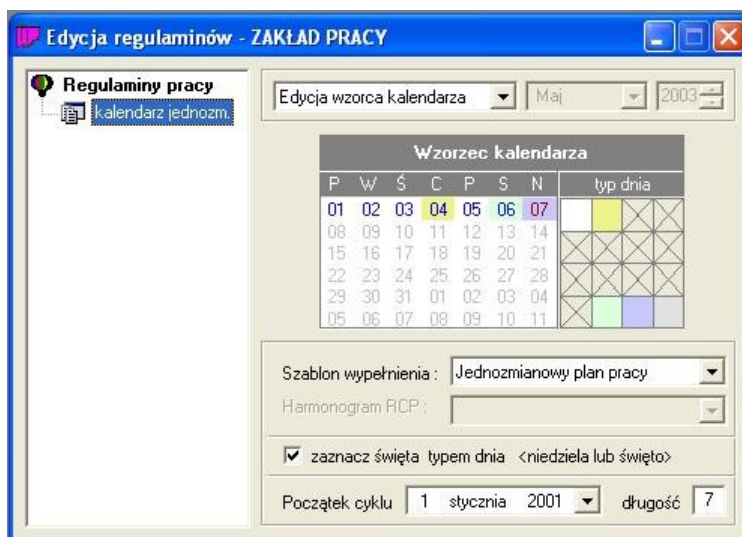 Edycja regulaminów - ZAKŁAD PRACY
Regulaminy pracy
kalendarz jednozm.
Edycja wzorca kalendarza
Maj
2003
Wzorzec kalendarza
P W Ś C P S N typ dnia
01 02 03 04 05 06 07
08 09 10 11 12 13 14
15 16 17 18 19 20 21
22 23 24 25 26 27 28
29 30 31 01 02 03 04
05 06 07 08 09 10 11
Szablon wypełnienia : Jednozmianowy plan pracy
Harmonogram RCP :
zaznacz święta typem dnia <niedziela lub święto>
Początek cyklu 1 stycznia 2001 długość 7